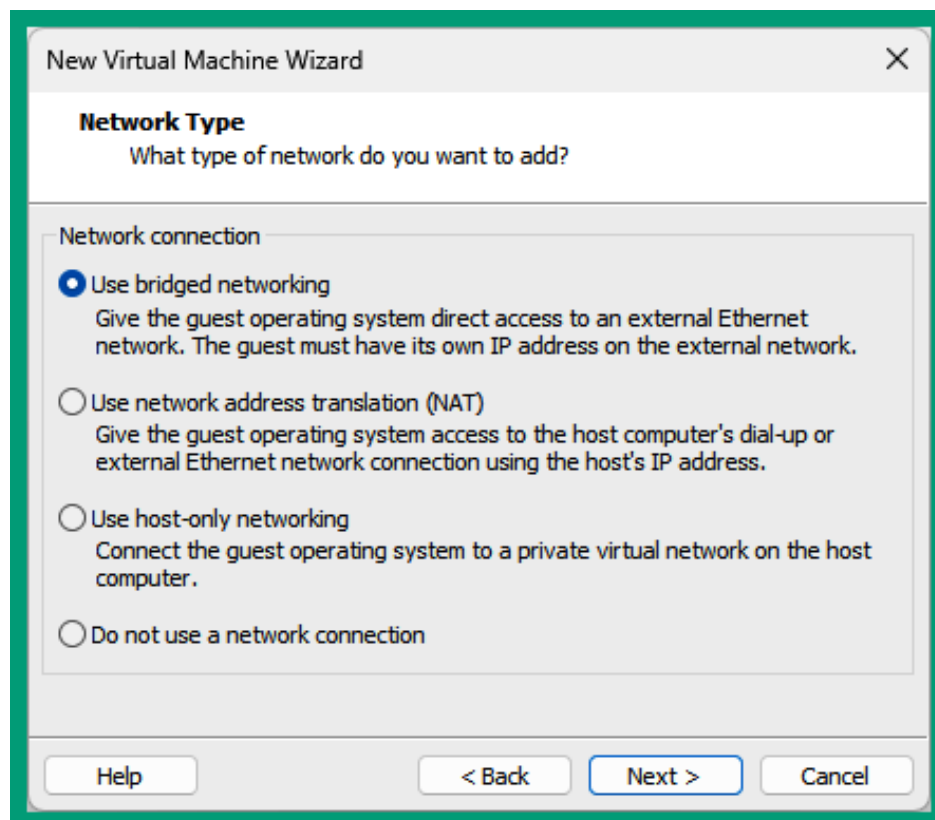 New Virtual Machine Wizard
Network Type
What type of network do you want to add?
Network connection
Use bridged networking
Give the guest operating system direct access to an external Ethernet
network. The guest must have its own IP address on the external network.
Use network address translation (NAT)
Give the guest operating system access to the host computer's dial-up or
external Ethernet network connection using the host's IP address.
Use host-only networking
Connect the guest operating system to a private virtual network on the host
computer.
Do not use a network connection
Help
< Back
Next >
Cancel